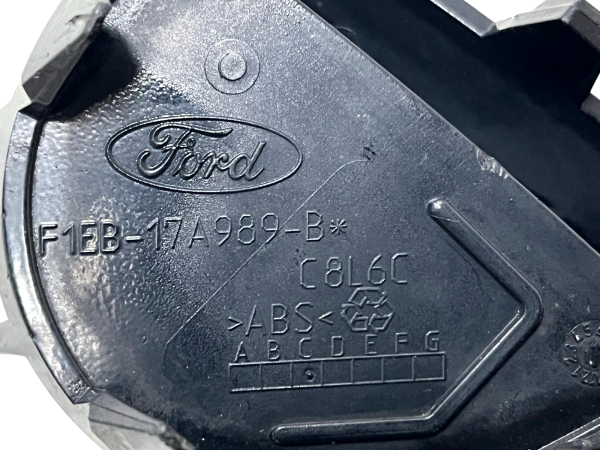 Ford
F1EB-17A989-B*
C8L6C
>ABS<
A B C D E F G